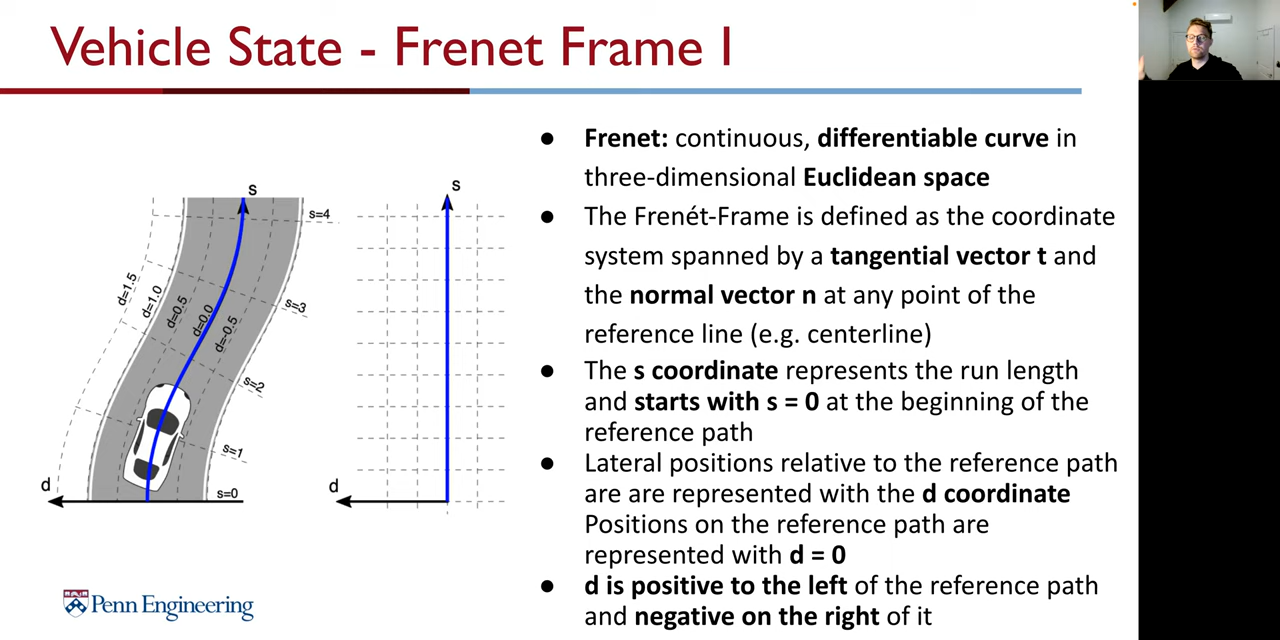 Vehicle State - Frenet Frame I
s
s=4
s=3
s=2
s=1
s=0
d=1.5
d=1.0
d=0.5
d=0.0
d=-0.5
d
s
d
● Frenet: continuous, differentiable curve in
three-dimensional Euclidean space
● The Frenét-Frame is defined as the coordinate
system spanned by a tangential vector t and
the normal vector n at any point of the
reference line (e.g. centerline)
● The s coordinate represents the run length
and starts with s = 0 at the beginning of the
reference path
● Lateral positions relative to the reference path
are are represented with the d coordinate
Positions on the reference path are
represented with d = 0
● d is positive to the left of the reference path
and negative on the right of it
Penn Engineering